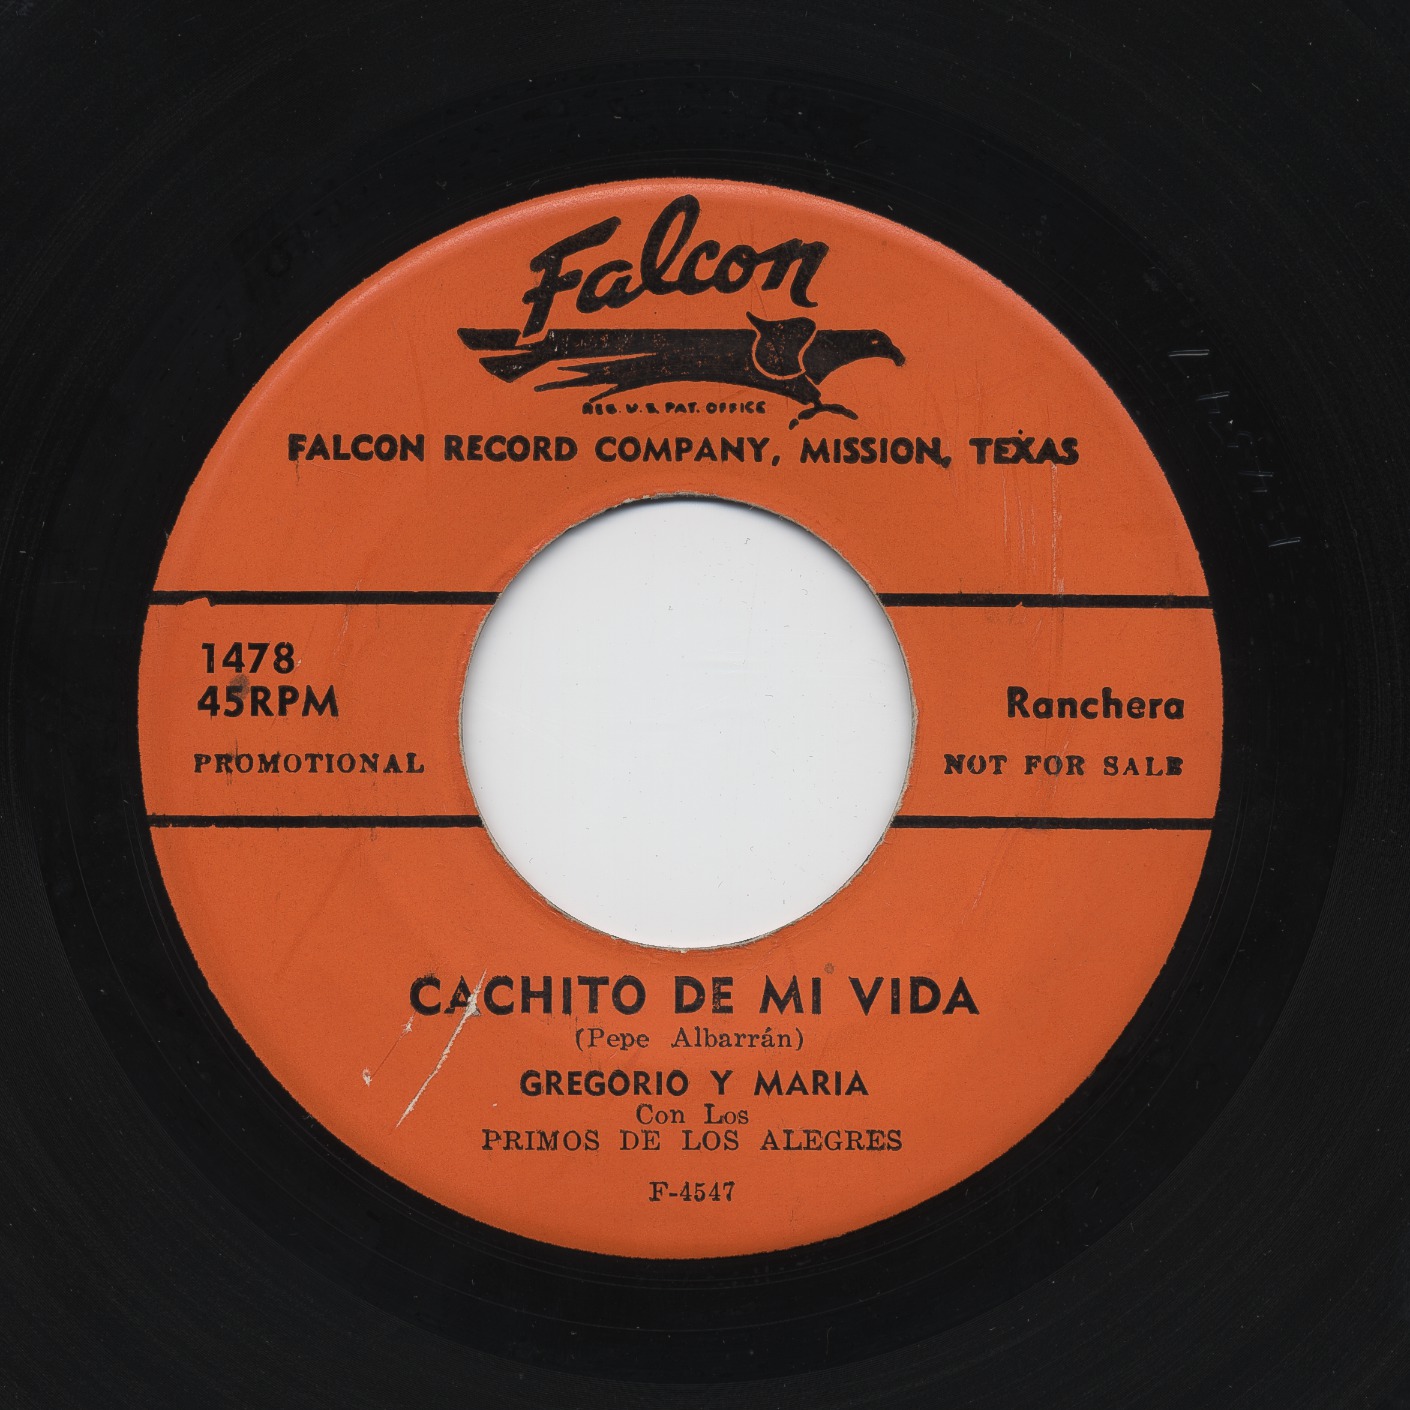 Falcon
REG. U.S. PAT. OFFICE
FALCON RECORD COMPANY, MISSION, TEXAS
1478
45RPM
Ranchera
PROMOTIONAL
NOT FOR SALE
CACHITO DE MI VIDA
(Pepe Albarrán)
GREGORIO Y MARIA
Con Los
PRIMOS DE LOS ALEGRES
F-4547